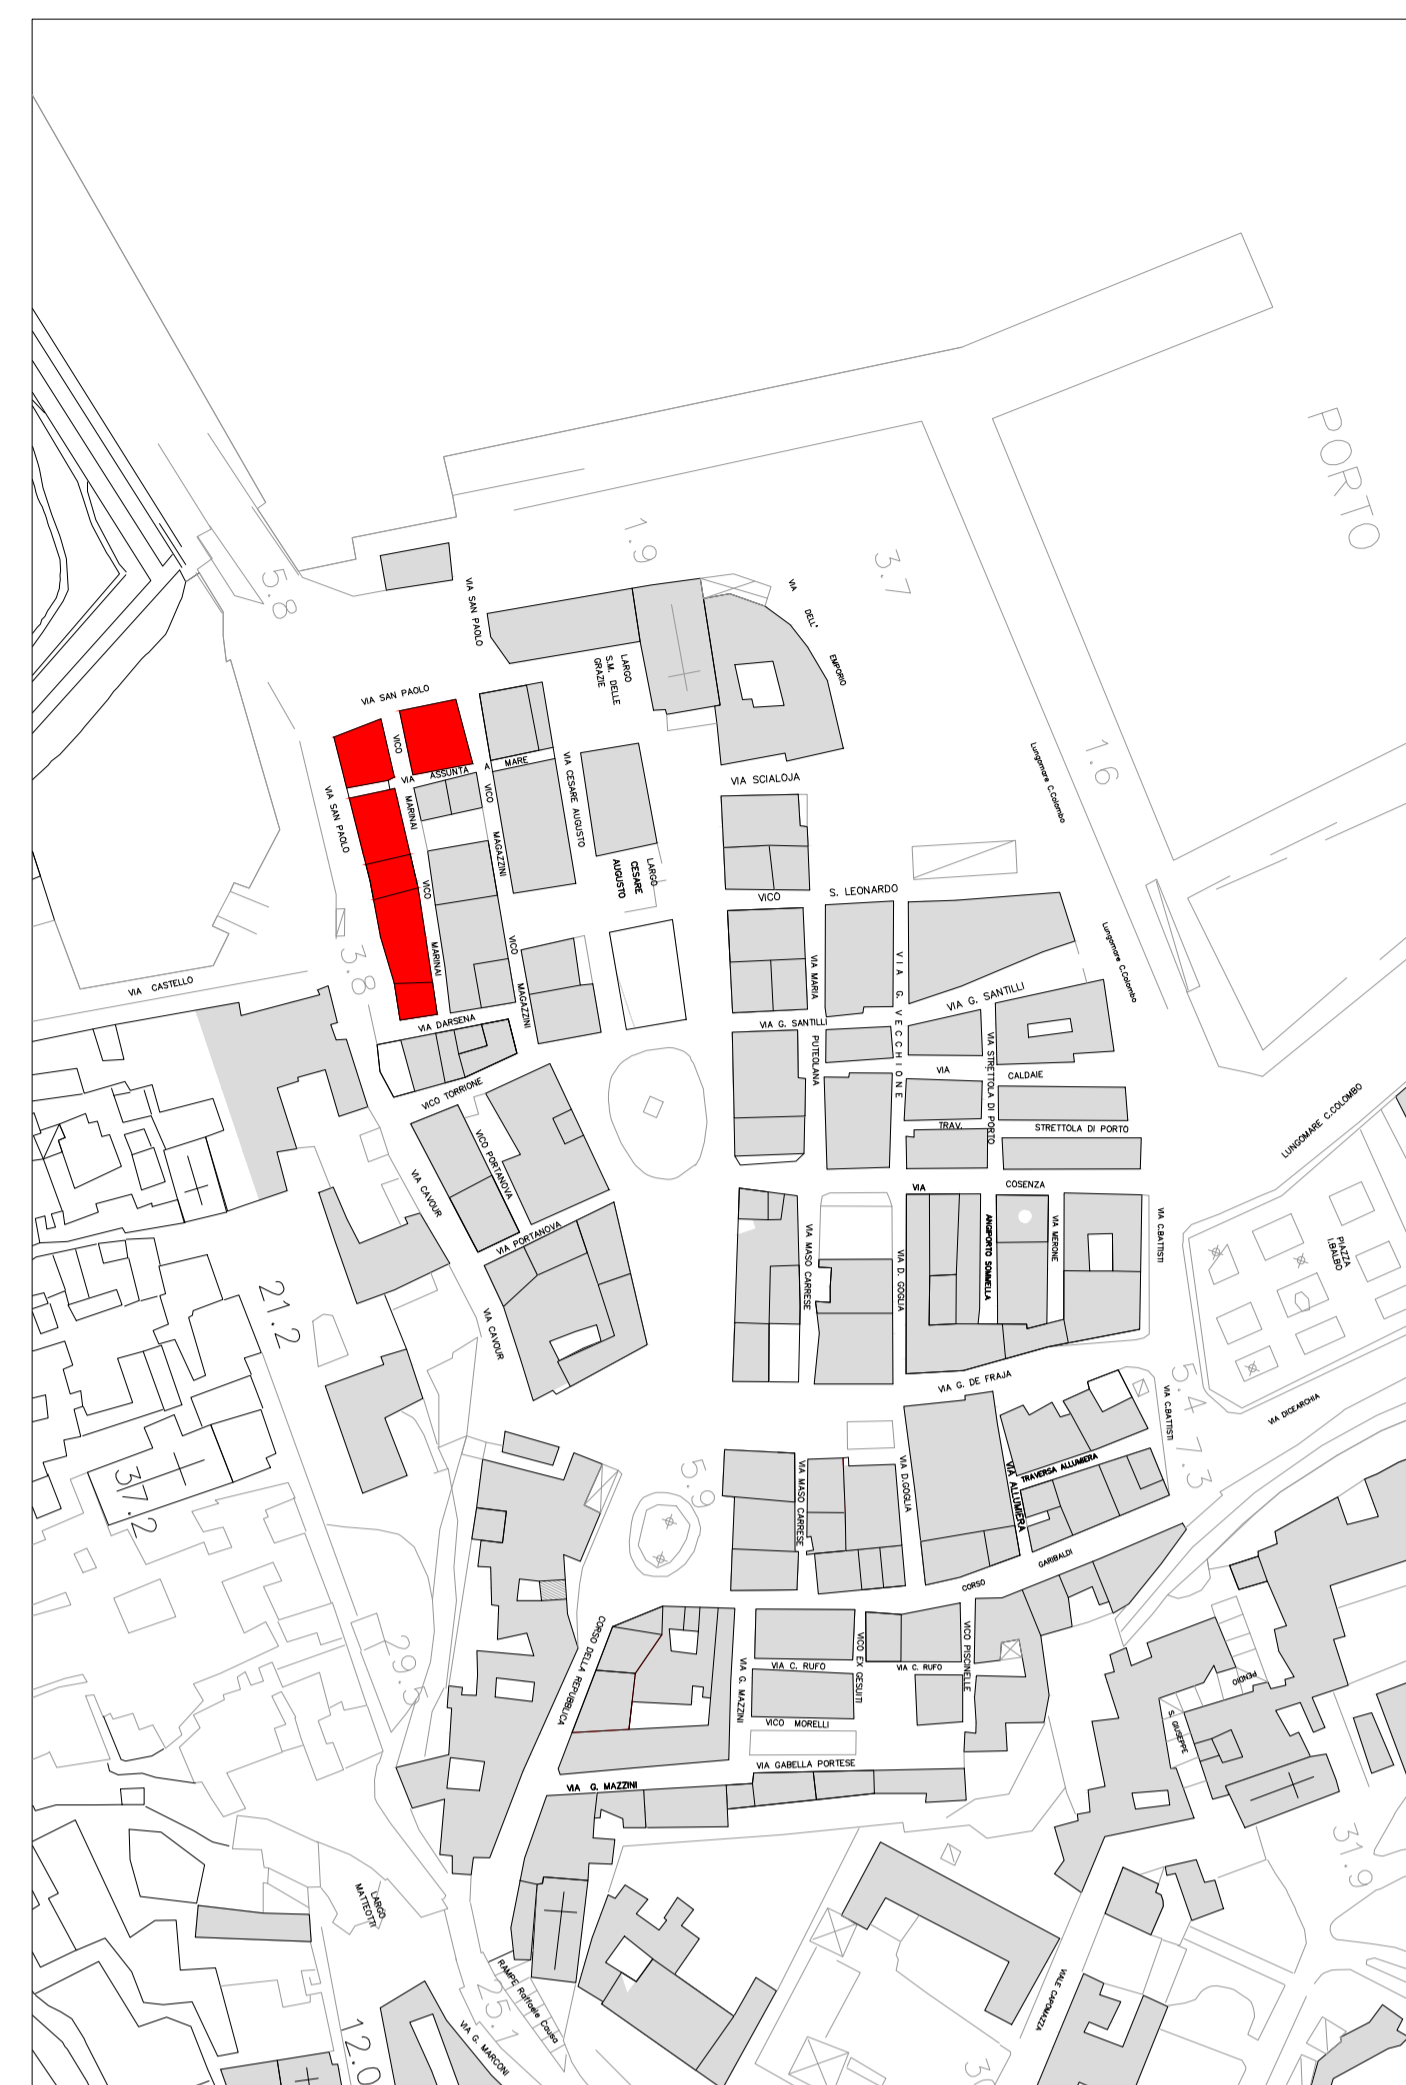 PORTO
1.9
3.7
5.8
VIA SAN PAOLO
VIA
DELL'
EMPORIO
LARGO
S.M. DELLE
GRAZIE
VIA SAN PAOLO
VICO
VIA ASSUNTA A MARE
VIA SAN PAOLO
MARINAI
VICO
MAGAZZINI
VIA CESARE AUGUSTO
LARGO
CESARE
AUGUSTO
VIA SCIALOJA
Lungomare C.Colombo
1.6
VICO
S. LEONARDO
VICO
MARINAI
VICO
MAGAZZINI
3.8
VIA CASTELLO
VIA DARSENA
VIA MARIA
PUTEOLANA
VIA G. VECCHIONE
Lungomare C.Colombo
VIA G. SANTILLI
VIA G. SANTILLI
VIA STRETTOLA DI PORTO
VIA
CALDAIE
TRAV.
STRETTOLA DI PORTO
VICO TORRIONE
VICO PORTANOVA
VIA CAVOUR
VIA PORTANOVA
VIA CAVOUR
LUNGOMARE C.COLOMBO
VIA
COSENZA
VIA MASO CARRESE
VIA D. GOGLIA
ANGIPORTO SOMMELLA
VIA MERONE
VIA C.BATTISTI
PIAZZA
I.BALBO
21.2
VIA G. DE FRAJA
5.4
7.3
VIA C.BATTISTI
VIA DICEARCHIA
37.2
5.9
VIA MASO CARRESE
VIA D.GOGLIA
VIA ALLUMIERA
TRAVERSA ALLUMIERA
CORSO
GARIBALDI
29.5
CORSO DELLA REPUBBLICA
VIA G. MAZZINI
VIA C. RUFO
VICO EX GESUITI
VIA C. RUFO
VICO PISCINELLE
VICO MORELLI
VIA GABELLA PORTESE
VIA G. MAZZINI
PENDIO
S. GIUSEPPE
31.9
LARGO
MATTEOTTI
RAMPE Raffaele Causa
25.1
VIA G. MARCONI
12.0
VIALE CAPOMAZZA